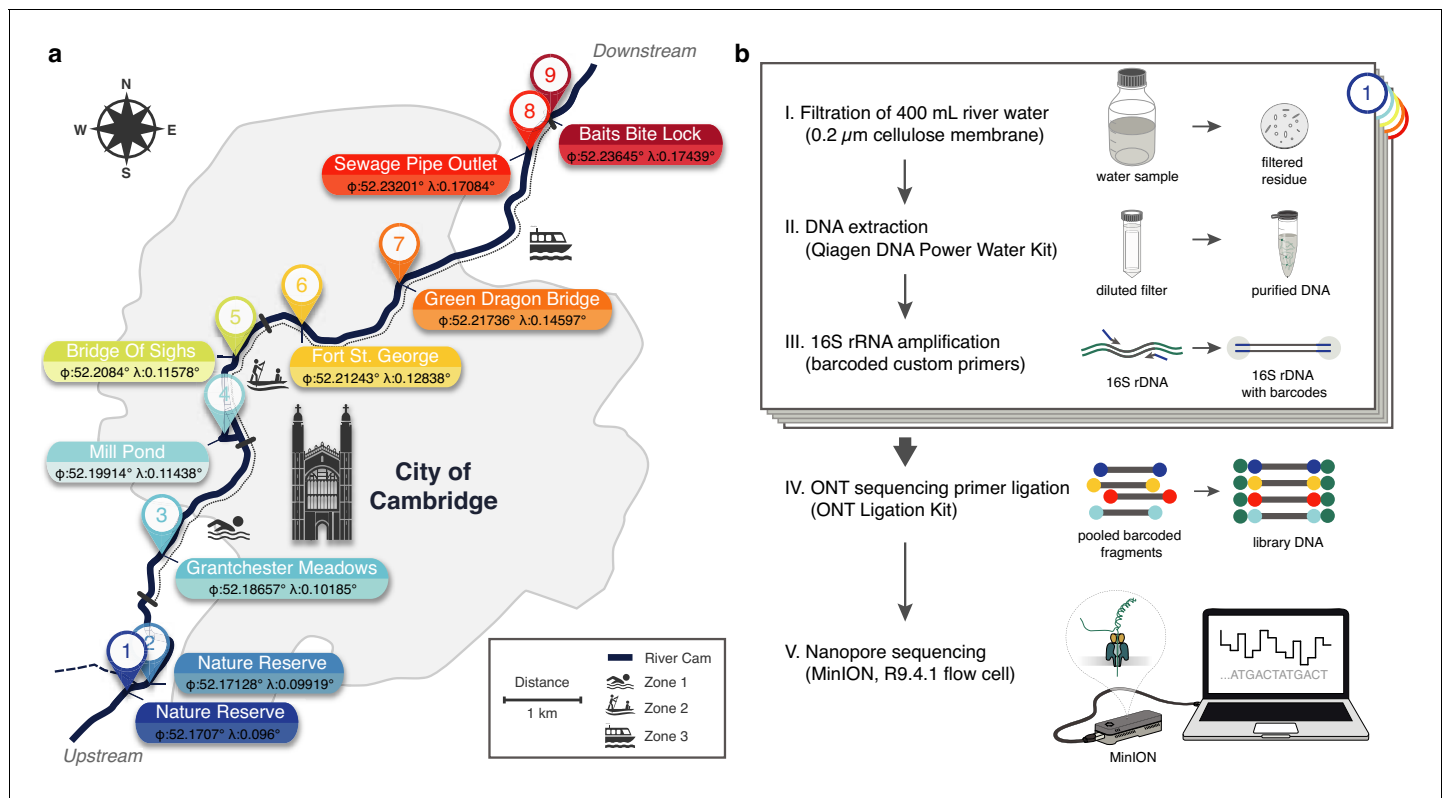 a
Downstream
N
W
E
S
9
8
Baits Bite Lock
φ:52.23645° λ:0.17439°
Sewage Pipe Outlet
φ:52.23201° λ:0.17084°
7
Green Dragon Bridge
φ:52.21736° λ:0.14597°
6
5
Bridge Of Sighs
φ:52.2084° λ:0.11578°
Fort St. George
φ:52.21243° λ:0.12838°
4
Mill Pond
φ:52.19914° λ:0.11438°
City of
Cambridge
3
Grantchester Meadows
φ:52.18657° λ:0.10185°
1
2
Nature Reserve
φ:52.17128° λ:0.09919°
Nature Reserve
φ:52.1707° λ:0.096°
Upstream
Distance
1 km
River Cam
Zone 1
Zone 2
Zone 3
b
1
I. Filtration of 400 mL river water
(0.2 µm cellulose membrane)
water sample
filtered
residue
II. DNA extraction
(Qiagen DNA Power Water Kit)
diluted filter
purified DNA
III. 16S rRNA amplification
(barcoded custom primers)
16S rDNA
16S rDNA
with barcodes
IV. ONT sequencing primer ligation
(ONT Ligation Kit)
pooled barcoded
fragments
library DNA
V. Nanopore sequencing
(MinION, R9.4.1 flow cell)
...ATGACTATGACT
MinION